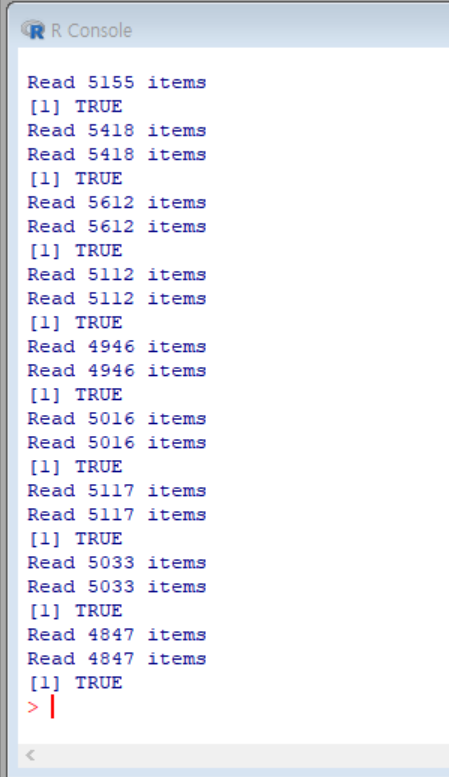 R Console
Read 5155 items
[1] TRUE
Read 5418 items
Read 5418 items
[1] TRUE
Read 5612 items
Read 5612 items
[1] TRUE
Read 5112 items
Read 5112 items
[1] TRUE
Read 4946 items
Read 4946 items
[1] TRUE
Read 5016 items
Read 5016 items
[1] TRUE
Read 5117 items
Read 5117 items
[1] TRUE
Read 5033 items
Read 5033 items
[1] TRUE
Read 4847 items
Read 4847 items
[1] TRUE
>